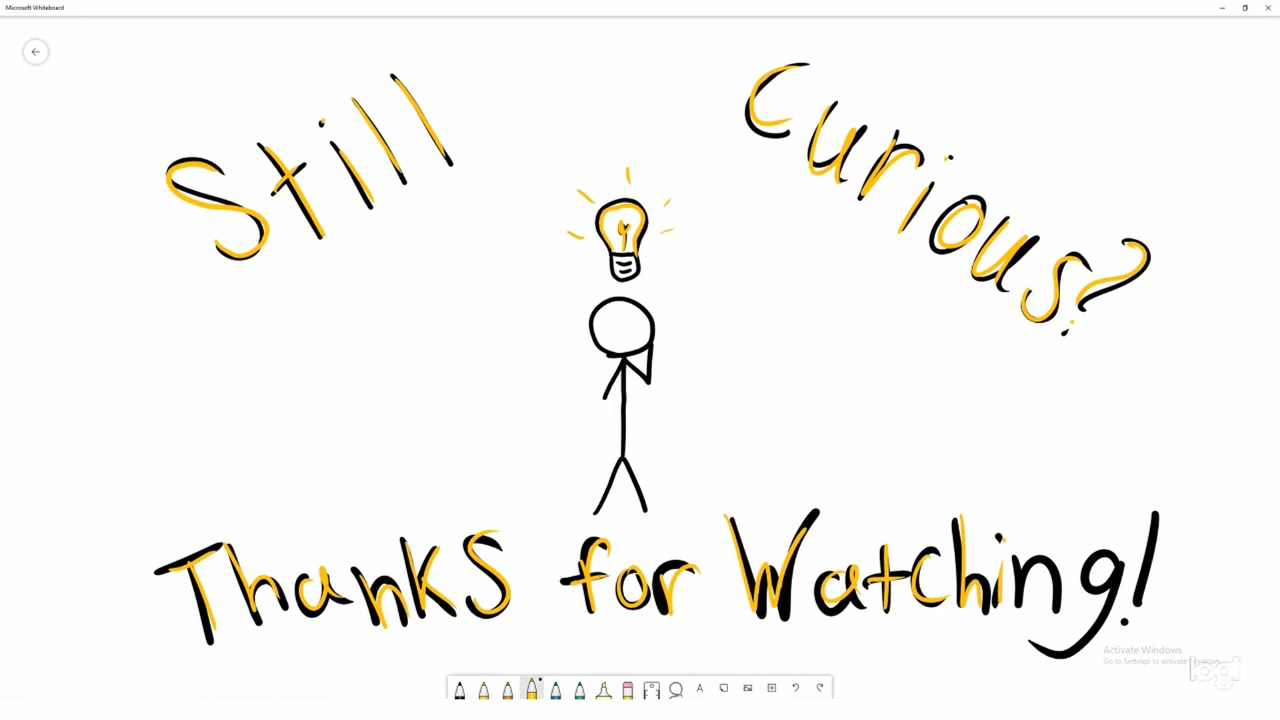 Microsoft Whiteboard
Still Curious?
Thanks for Watching!
Activate Windows
Go to Settings to activate Windows.